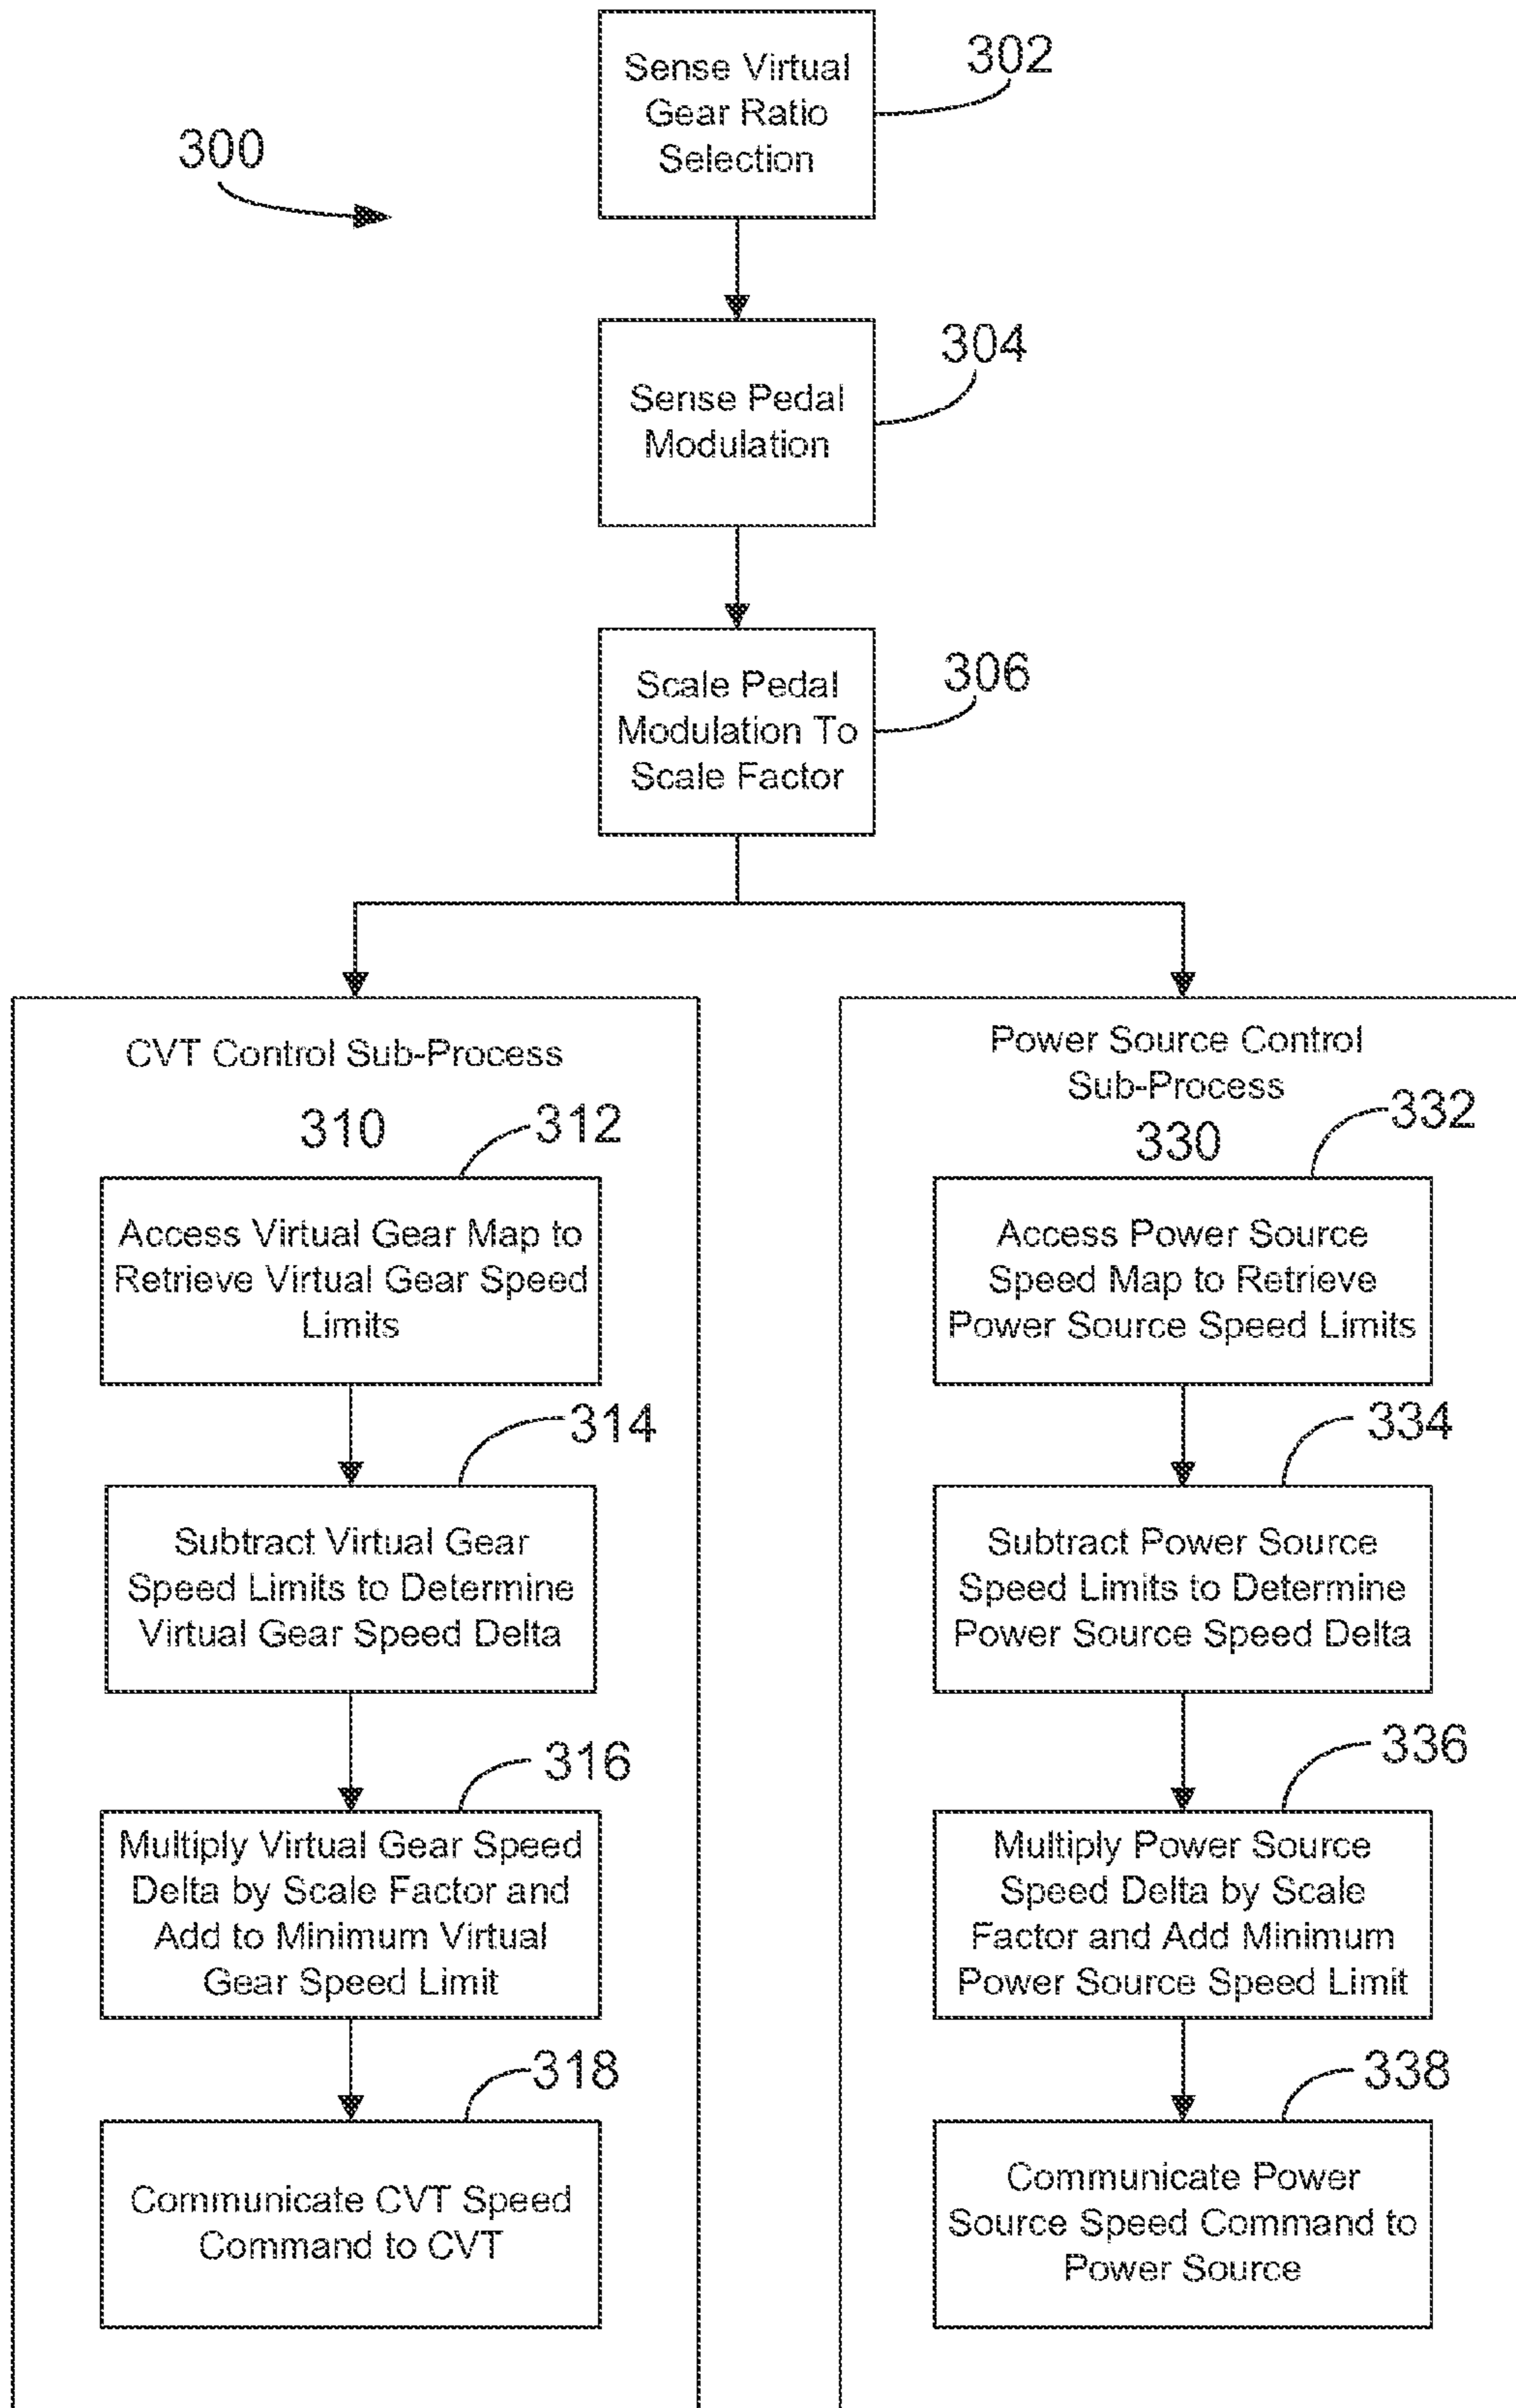 Sense Virtual
Gear Ratio
Selection
302
300
Sense Pedal
Modulation
304
Scale Pedal
Modulation To
Scale Factor
306
CVT Control Sub-Process
310
312
Access Virtual Gear Map to
Retrieve Virtual Gear Speed
Limits
314
Subtract Virtual Gear
Speed Limits to Determine
Virtual Gear Speed Delta
316
Multiply Virtual Gear Speed
Delta by Scale Factor and
Add to Minimum Virtual
Gear Speed Limit
318
Communicate CVT Speed
Command to CVT
Power Source Control
Sub-Process
330
332
Access Power Source
Speed Map to Retrieve
Power Source Speed Limits
334
Subtract Power Source
Speed Limits to Determine
Power Source Speed Delta
336
Multiply Power Source
Speed Delta by Scale
Factor and Add Minimum
Power Source Speed Limit
338
Communicate Power
Source Speed Command to
Power Source